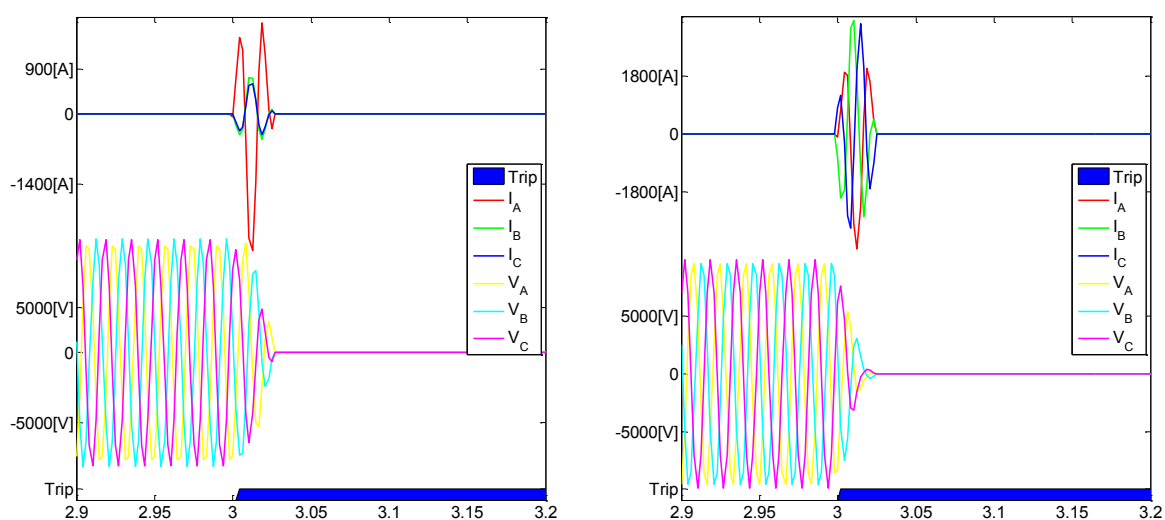 900[A]
0
-1400[A]
5000[V]
0
-5000[V]
Trip
2.9
2.95
3
3.05
3.1
3.15
3.2
Trip
I_A
I_B
I_C
V_A
V_B
V_C
1800[A]
0
-1800[A]
5000[V]
0
-5000[V]
Trip
2.9
2.95
3
3.05
3.1
3.15
3.2
Trip
I_A
I_B
I_C
V_A
V_B
V_C